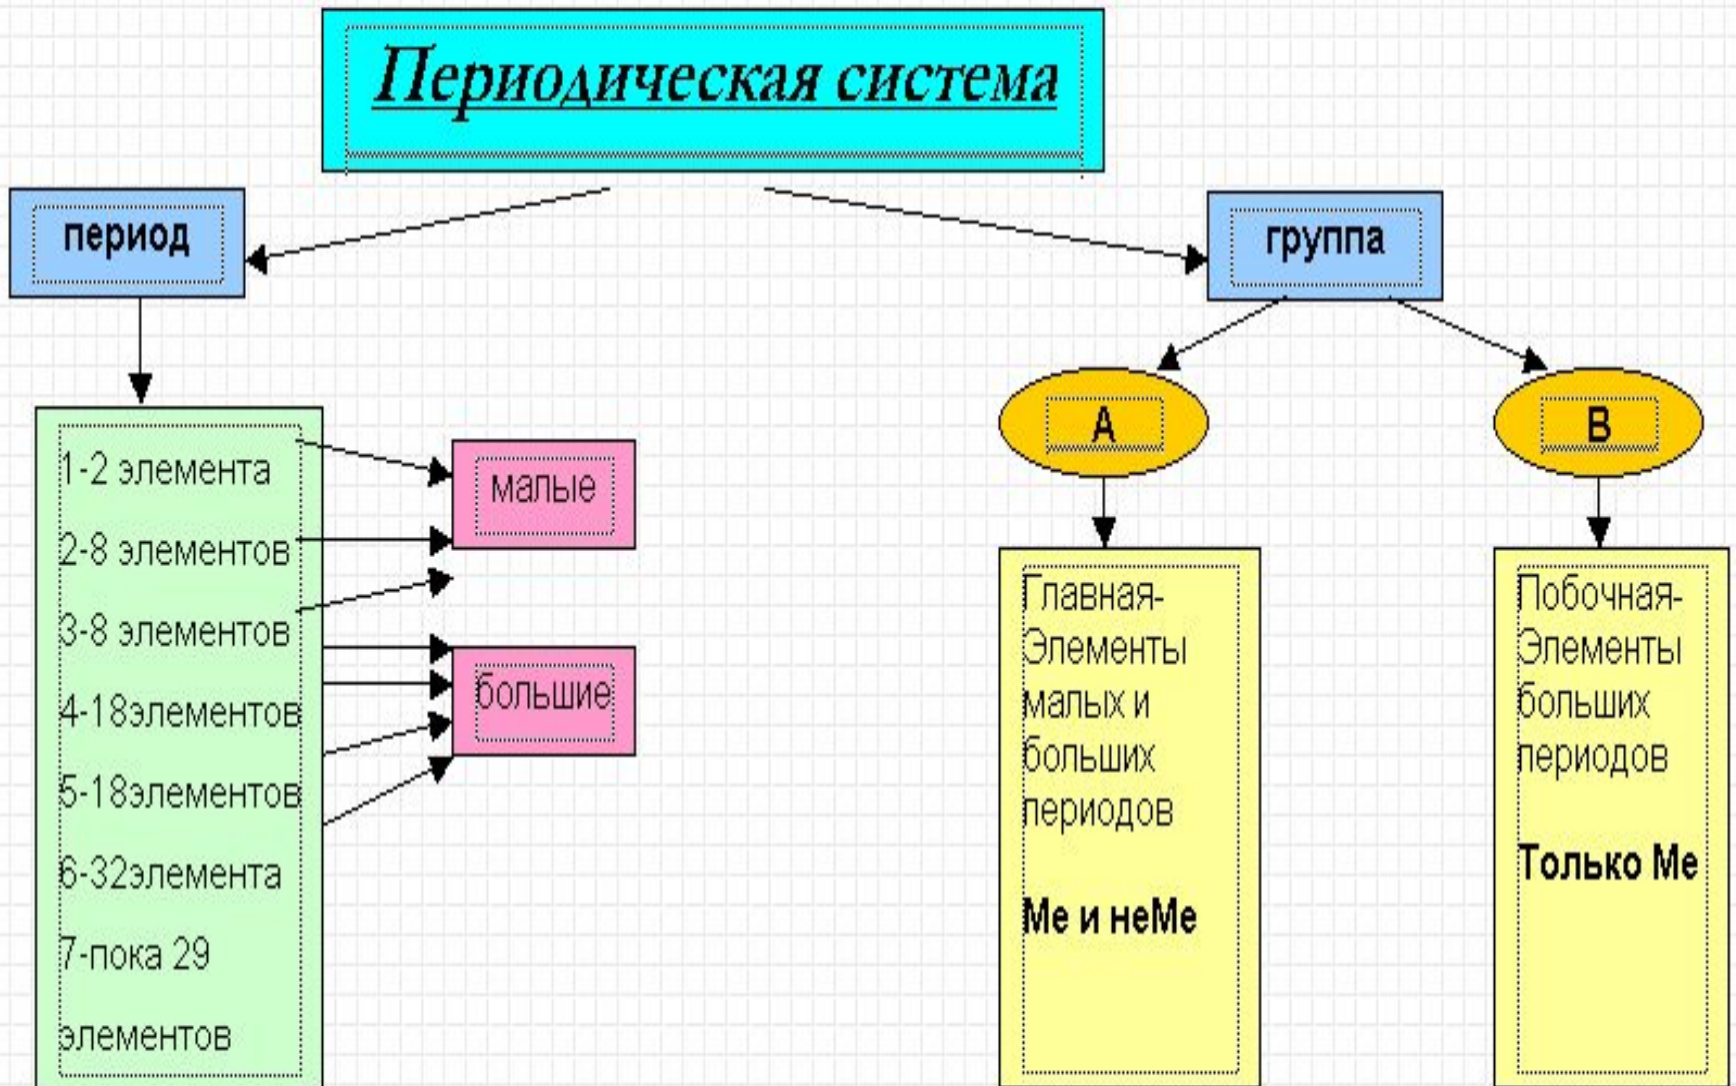 Периодическая система
период
группа
А
В
1-2 элемента
2-8 элементов
3-8 элементов
4-18элементов
5-18элементов
6-32элемента
7-пока 29
элементов
малые
большие
Главная-
Элементы
малых и
больших
периодов
Ме и неМе
Побочная-
Элементы
больших
периодов
Только Ме